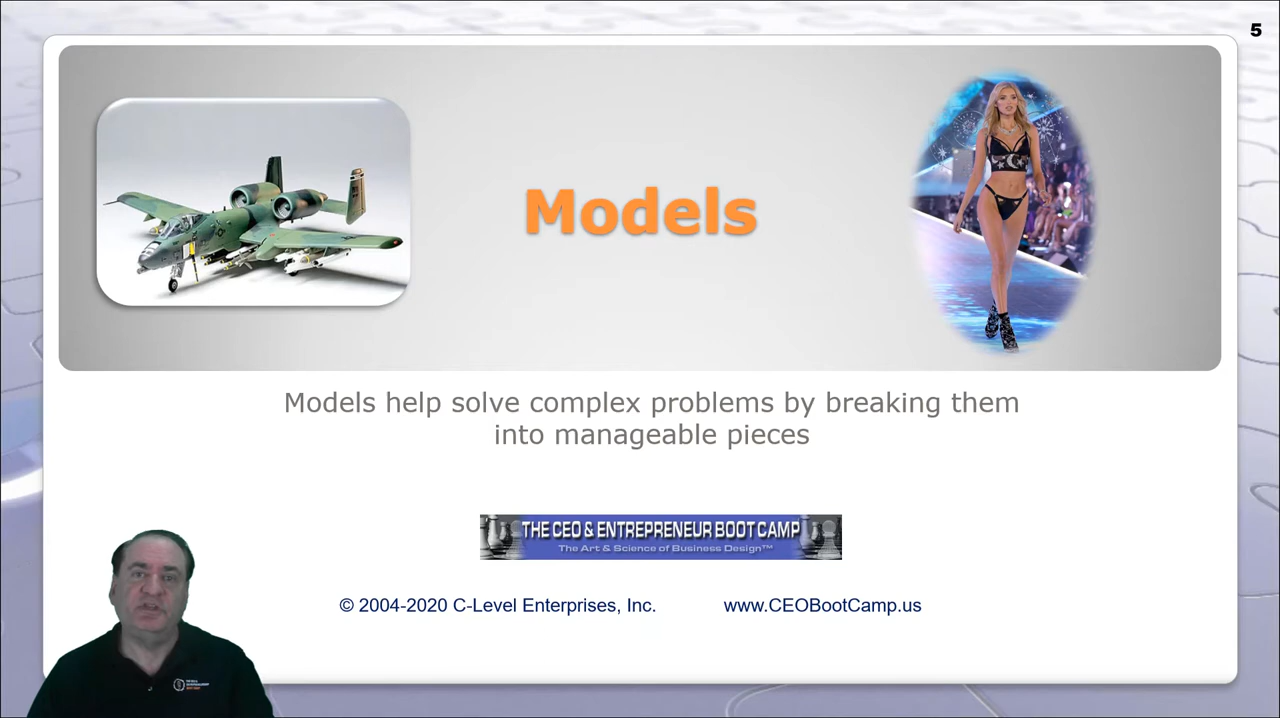 5
Models
Models help solve complex problems by breaking them
into manageable pieces
THE CEO & ENTREPRENEUR BOOT CAMP
The Art & Science of Business Design™
© 2004-2020 C-Level Enterprises, Inc. www.CEOBootCamp.us